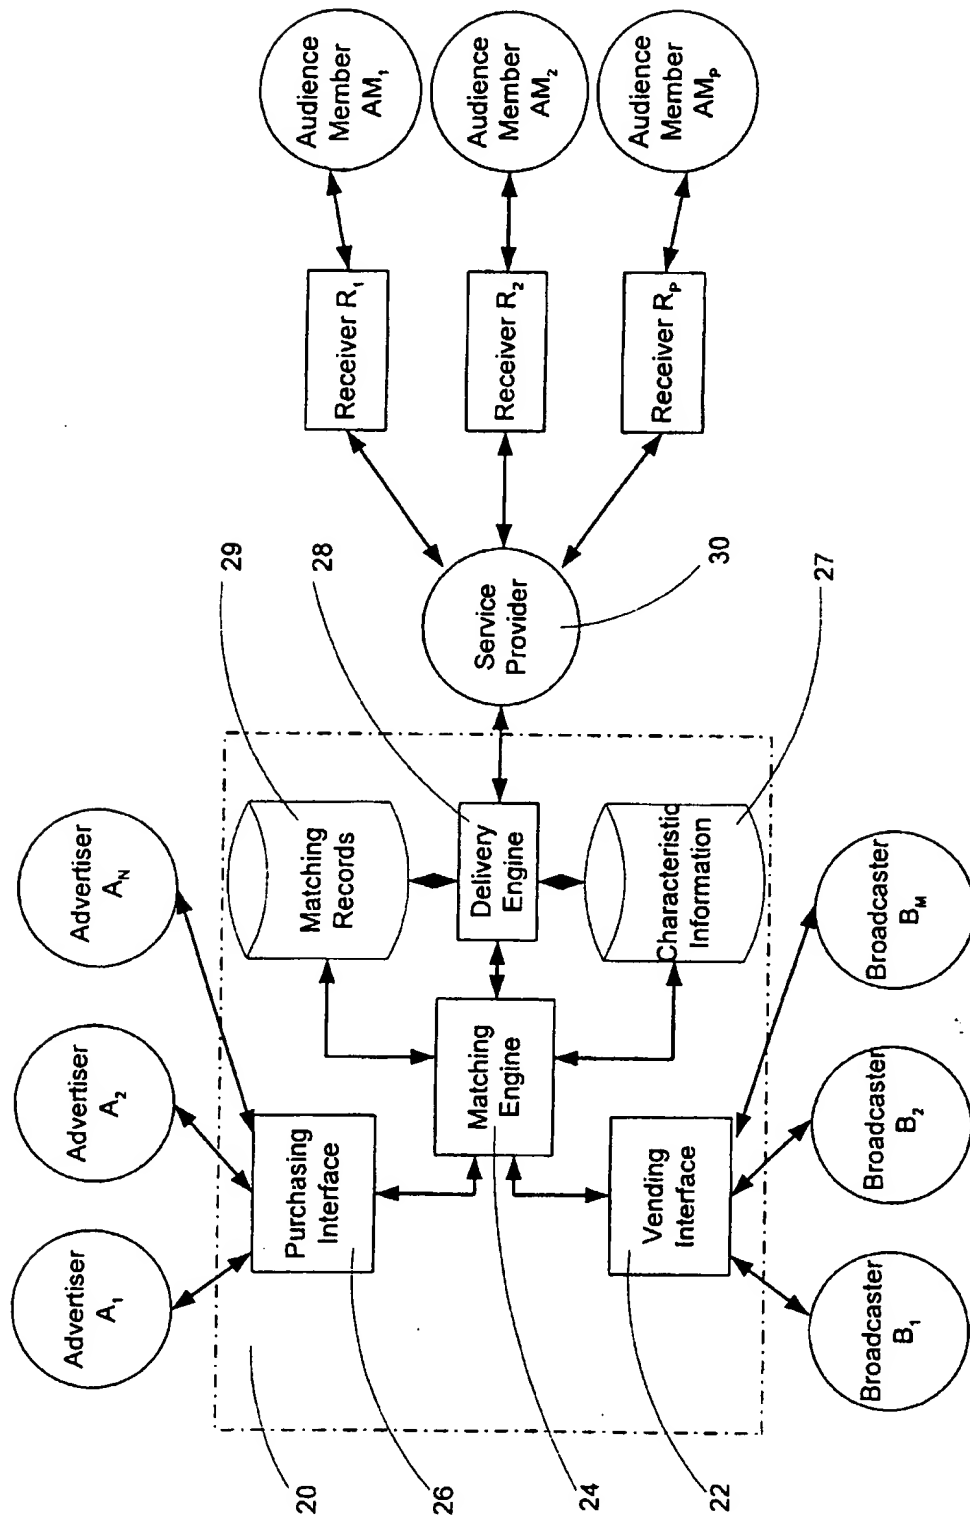 Advertiser
A1
Advertiser
A2
Advertiser
AN
20
26
24
22
29
28
30
27
Purchasing
Interface
Matching
Engine
Vending
Interface
Matching
Records
Delivery
Engine
Characteristic
Information
Service
Provider
Receiver R1
Receiver R2
Receiver RP
Audience
Member
AM1
Audience
Member
AM2
Audience
Member
AMP
Broadcaster
B1
Broadcaster
B2
Broadcaster
BM